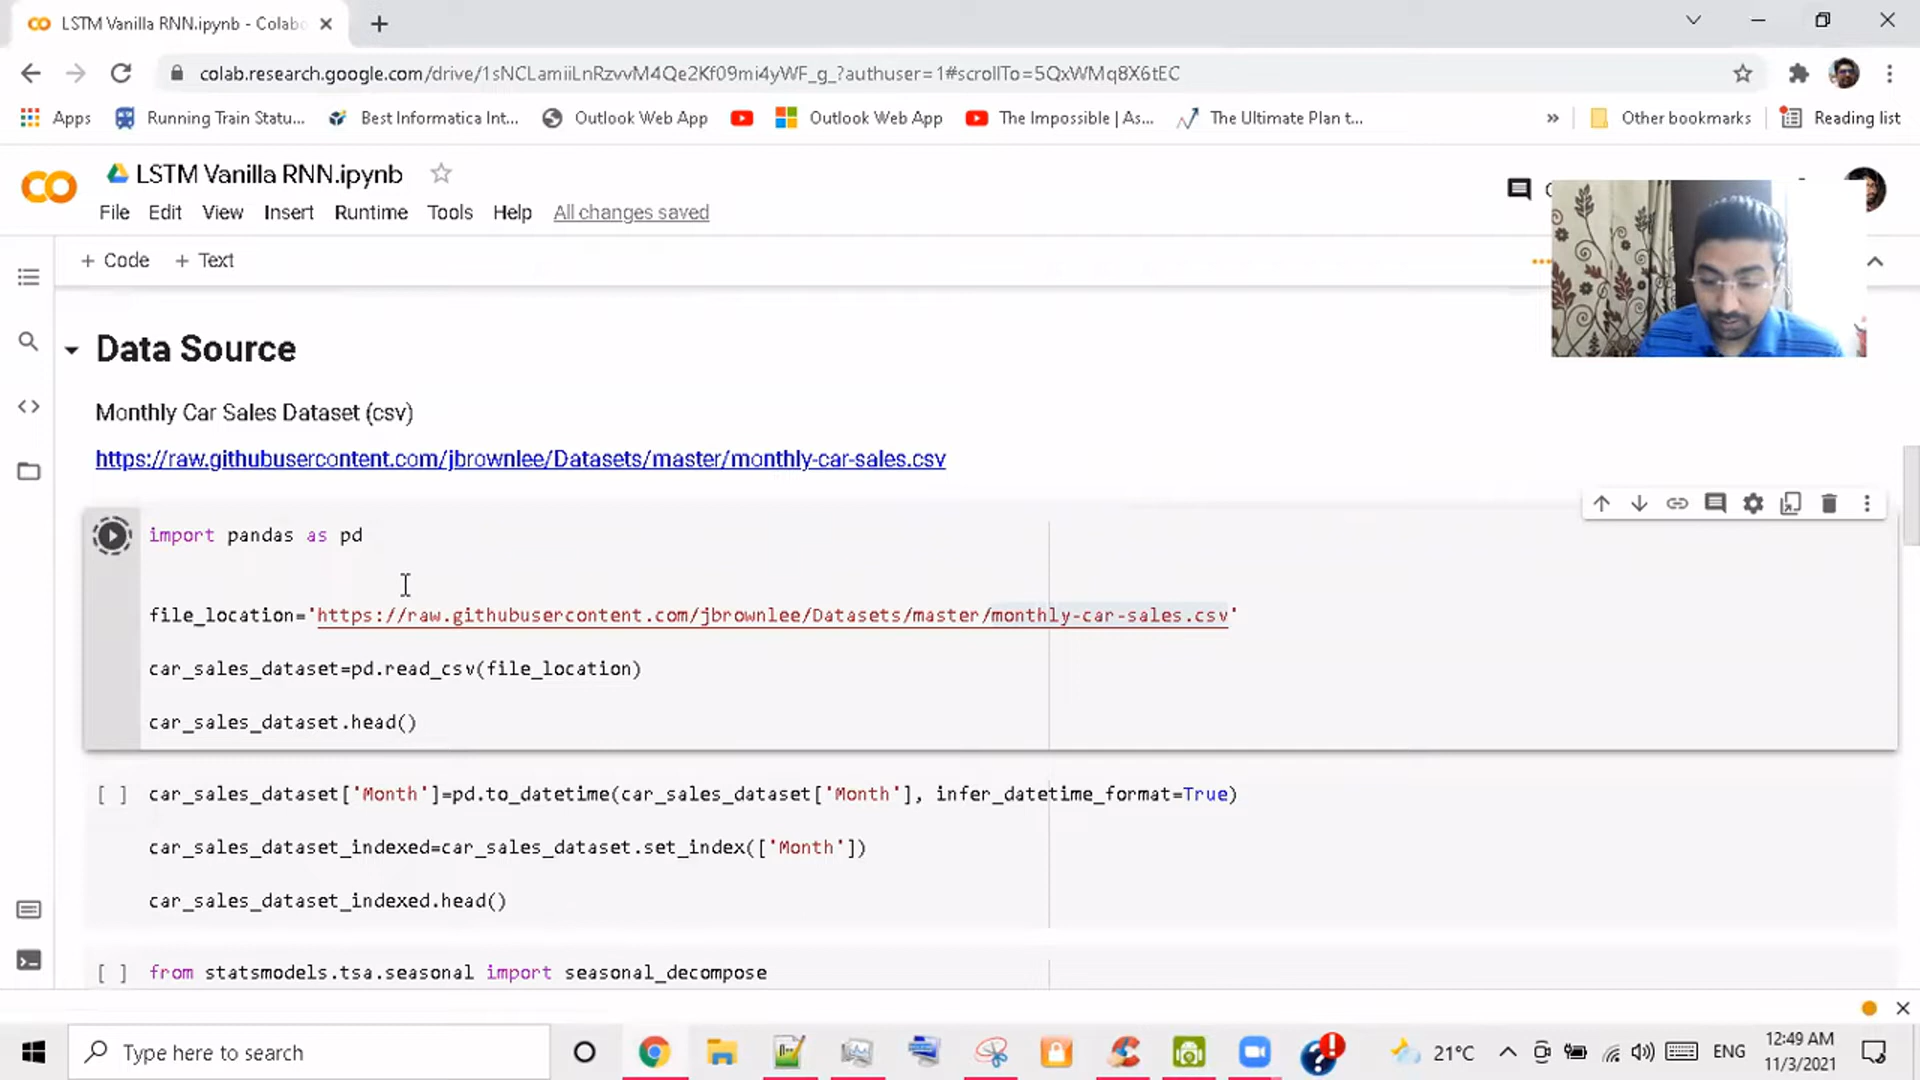 LSTM Vanilla RNN.ipynb - Colabo
colab.research.google.com/drive/1sNCLamiiLnRzvvM4Qe2Kf09mi4yWF_g_?authuser=1#scrollTo=5QxWMq8X6tEC
Apps
Running Train Statu...
Best Informatica Int...
Outlook Web App
Outlook Web App
The Impossible | As...
The Ultimate Plan t...
»
Other bookmarks
Reading list
LSTM Vanilla RNN.ipynb
File Edit View Insert Runtime Tools Help All changes saved
+ Code + Text
Data Source
Monthly Car Sales Dataset (csv)
https://raw.githubusercontent.com/jbrownlee/Datasets/master/monthly-car-sales.csv
import pandas as pd
file_location='https://raw.githubusercontent.com/jbrownlee/Datasets/master/monthly-car-sales.csv'
car_sales_dataset=pd.read_csv(file_location)
car_sales_dataset.head()
[ ] car_sales_dataset['Month']=pd.to_datetime(car_sales_dataset['Month'], infer_datetime_format=True)
car_sales_dataset_indexed=car_sales_dataset.set_index(['Month'])
car_sales_dataset_indexed.head()
[ ] from statsmodels.tsa.seasonal import seasonal_decompose
Type here to search
21°C
ENG
12:49 AM
11/3/2021